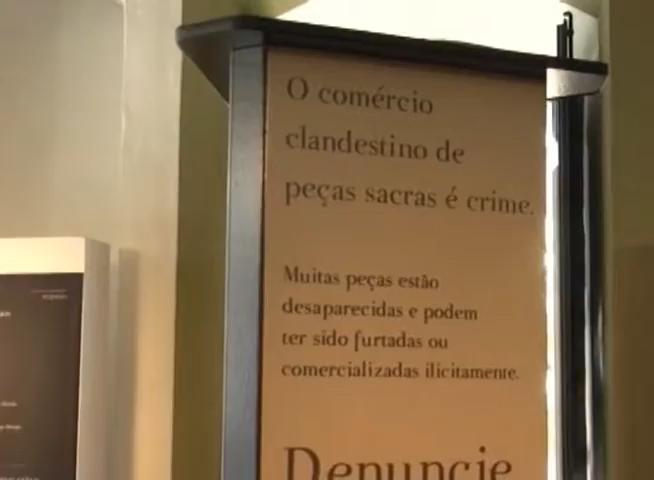 O comércio
clandestino de
peças sacras é crime.
Muitas peças estão
desaparecidas e podem
ter sido furtadas ou
comercializadas ilicitamente.
Denuncie